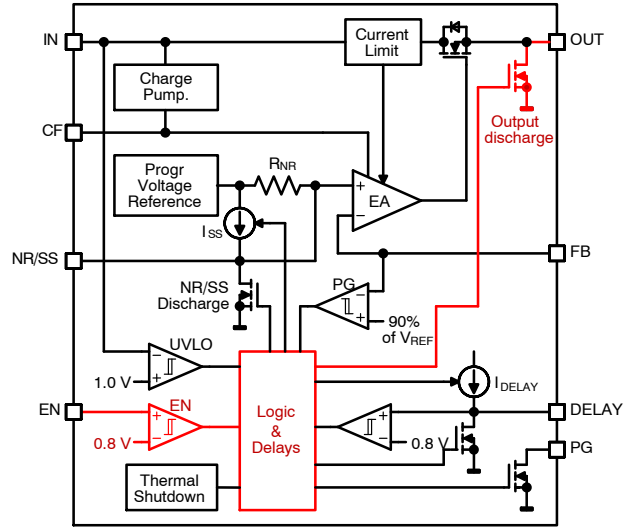 IN
Current
Limit
OUT
Charge
Pump.
Output
discharge
CF
Progr
Voltage
Reference
RNR
+
EA
−
ISS
NR/SS
FB
NR/SS
Discharge
PG
−
+
90%
of VREF
UVLO
−
+
1.0 V
IDELAY
EN
EN
+
−
0.8 V
Logic
&
Delays
+
−
0.8 V
DELAY
PG
Thermal
Shutdown